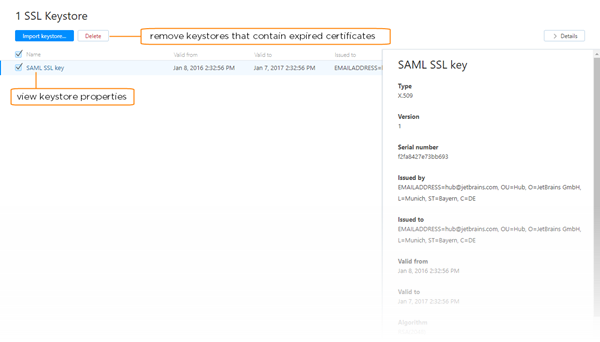 1 SSL Keystore
Import keystore...
Delete
remove keystores that contain expired certificates
Details
Name
Valid from
Valid to
Issued to
SAML SSL key
Jan 8, 2016 2:32:56 PM
Jan 7, 2017 2:32:56 PM
EMAILADDRESS=
view keystore properties
SAML SSL key
Type
X.509
Version
1
Serial number
f2fa8427e73bb693
Issued by
EMAILADDRESS=hub@jetbrains.com, OU=Hub, O=JetBrains GmbH,
L=Munich, ST=Bayern, C=DE
Issued to
EMAILADDRESS=hub@jetbrains.com, OU=Hub, O=JetBrains GmbH,
L=Munich, ST=Bayern, C=DE
Valid from
Jan 8, 2016 2:32:56 PM
Valid to
Jan 7, 2017 2:32:56 PM
Algorithm